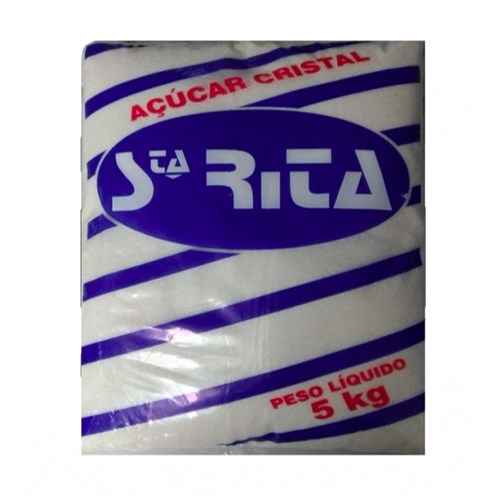 AÇÚCAR CRISTAL
STA RITA
PESO LÍQUIDO
5 kg